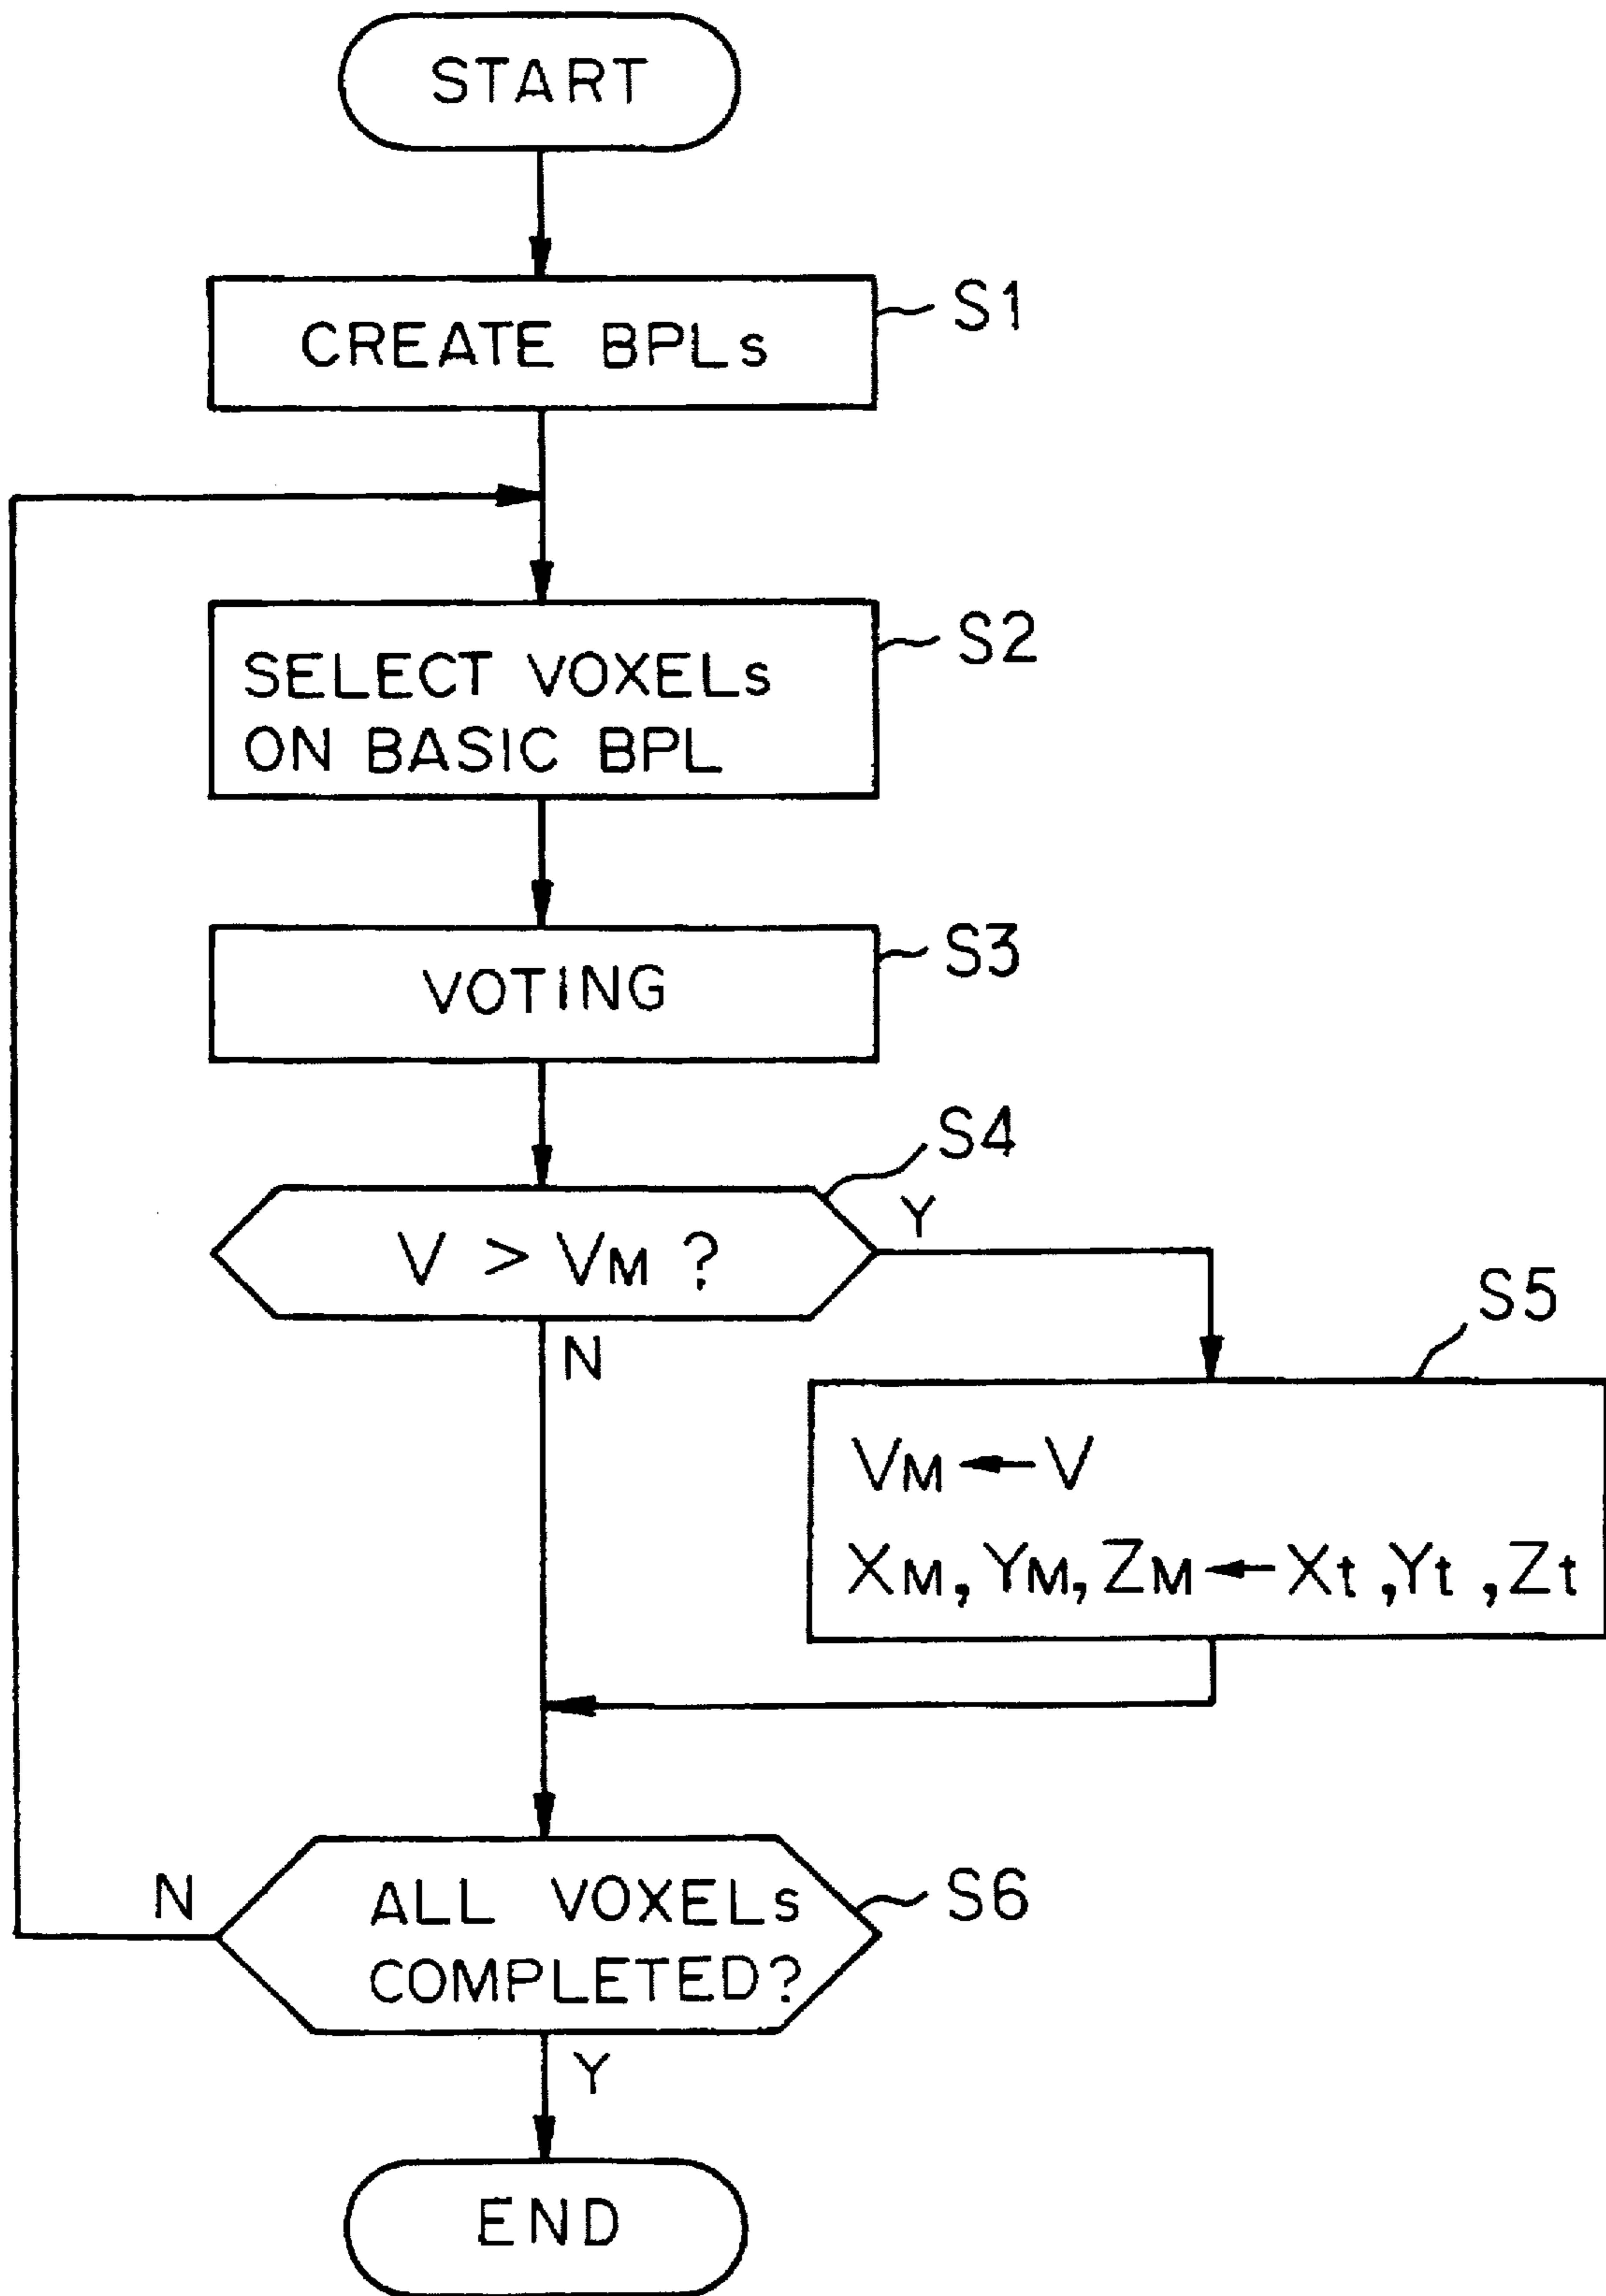 START
CREATE BPLs
S1
SELECT VOXELs
ON BASIC BPL
S2
VOTING
S3
V > VM ?
S4
Y
N
S5
VM ← V
XM, YM, ZM ← Xt, Yt, Zt
ALL VOXELs
COMPLETED?
S6
N
Y
END